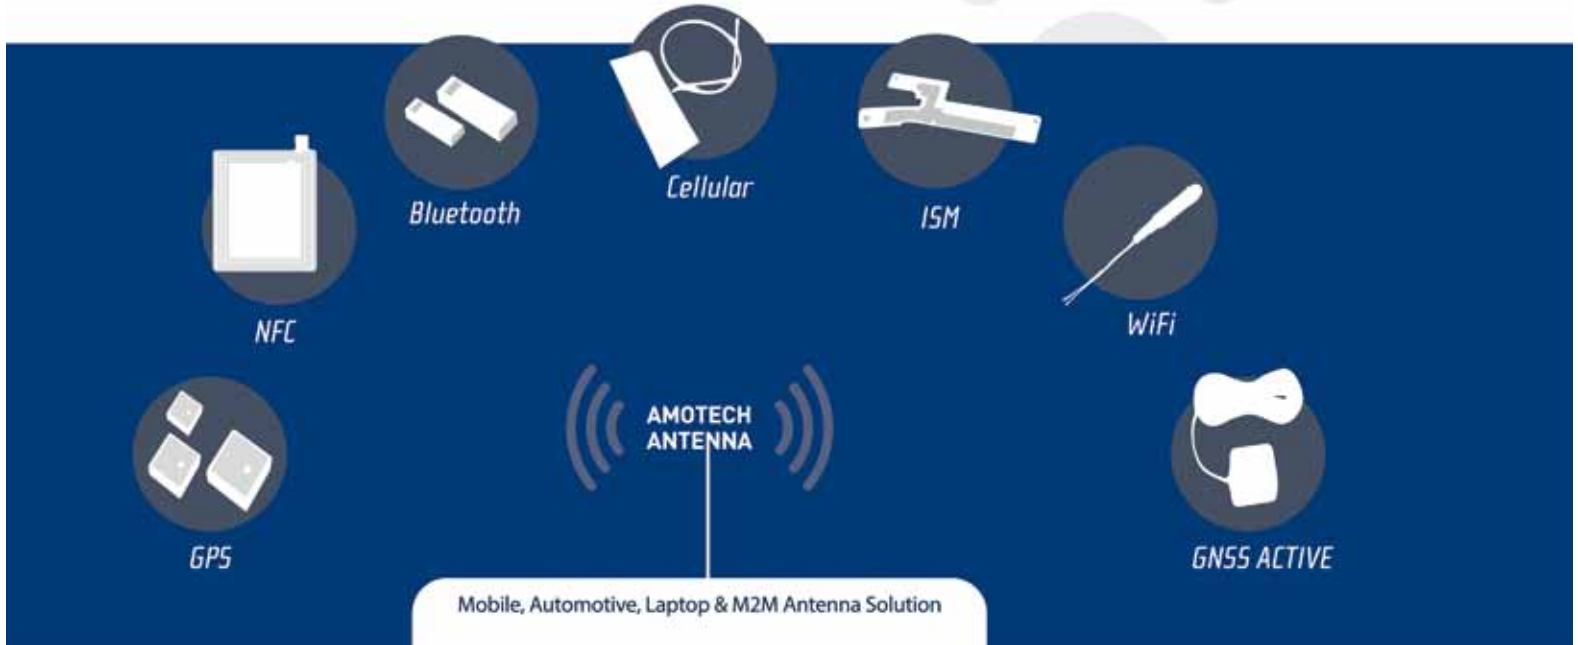 Cellular
Bluetooth
ISM
NFC
WiFi
AMOTECH
ANTENNA
GPS
GNSS ACTIVE
Mobile, Automotive, Laptop & M2M Antenna Solution